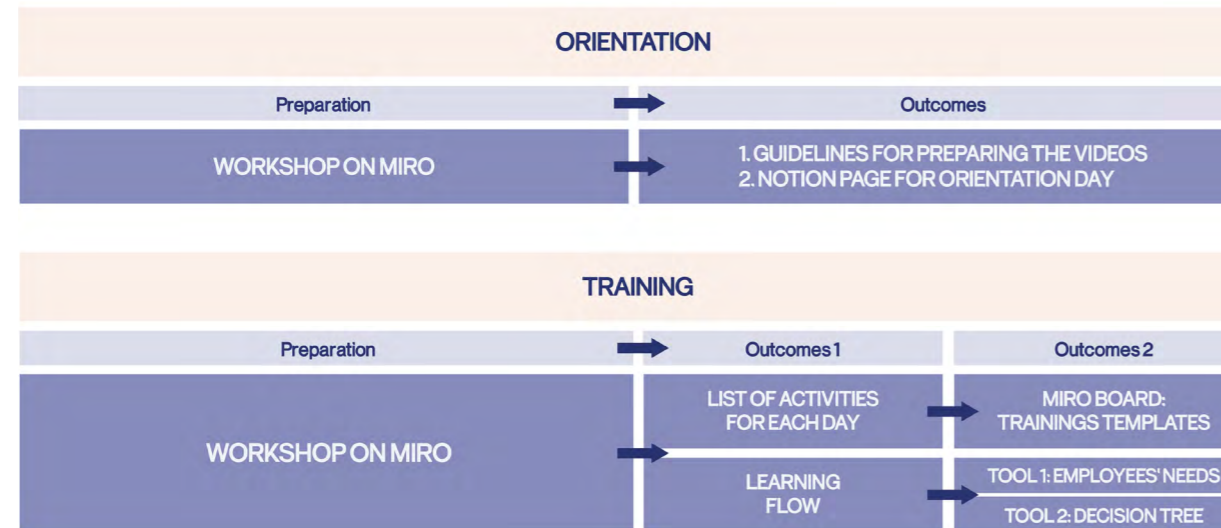 ORIENTATION
Preparation
Outcomes
WORKSHOP ON MIRO
1. GUIDELINES FOR PREPARING THE VIDEOS
2. NOTION PAGE FOR ORIENTATION DAY
TRAINING
Preparation
Outcomes 1
Outcomes 2
WORKSHOP ON MIRO
LIST OF ACTIVITIES
FOR EACH DAY
MIRO BOARD:
TRAININGS TEMPLATES
LEARNING
FLOW
TOOL 1: EMPLOYEES' NEEDS
TOOL 2: DECISION TREE